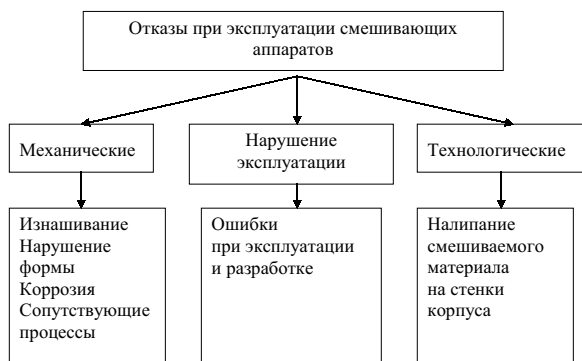 Отказы при эксплуатации смешивающих
аппаратов
Механические
Нарушение
эксплуатации
Технологические
Изнашивание
Нарушение
формы
Коррозия
Сопутствующие
процессы
Ошибки
при эксплуатации
и разработке
Налипание
смешиваемого
материала
на стенки
корпуса